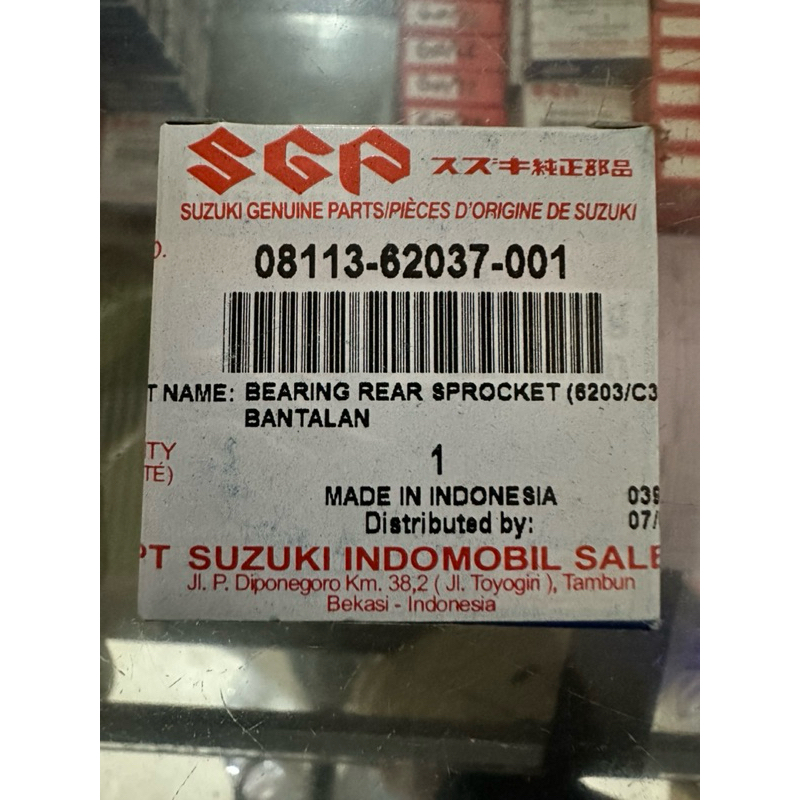 SGP スズキ純正部品
SUZUKI GENUINE PARTS/PIÈCES D'ORIGINE DE SUZUKI
08113-62037-001
T NAME: BEARING REAR SPROCKET (6203/C3
BANTALAN
TY
TÉ)
1
MADE IN INDONESIA 039
Distributed by: 07/
PT SUZUKI INDOMOBIL SALE
Jl. P. Diponegoro Km. 38,2 ( Jl. Toyogiri ), Tambun
Bekasi - Indonesia